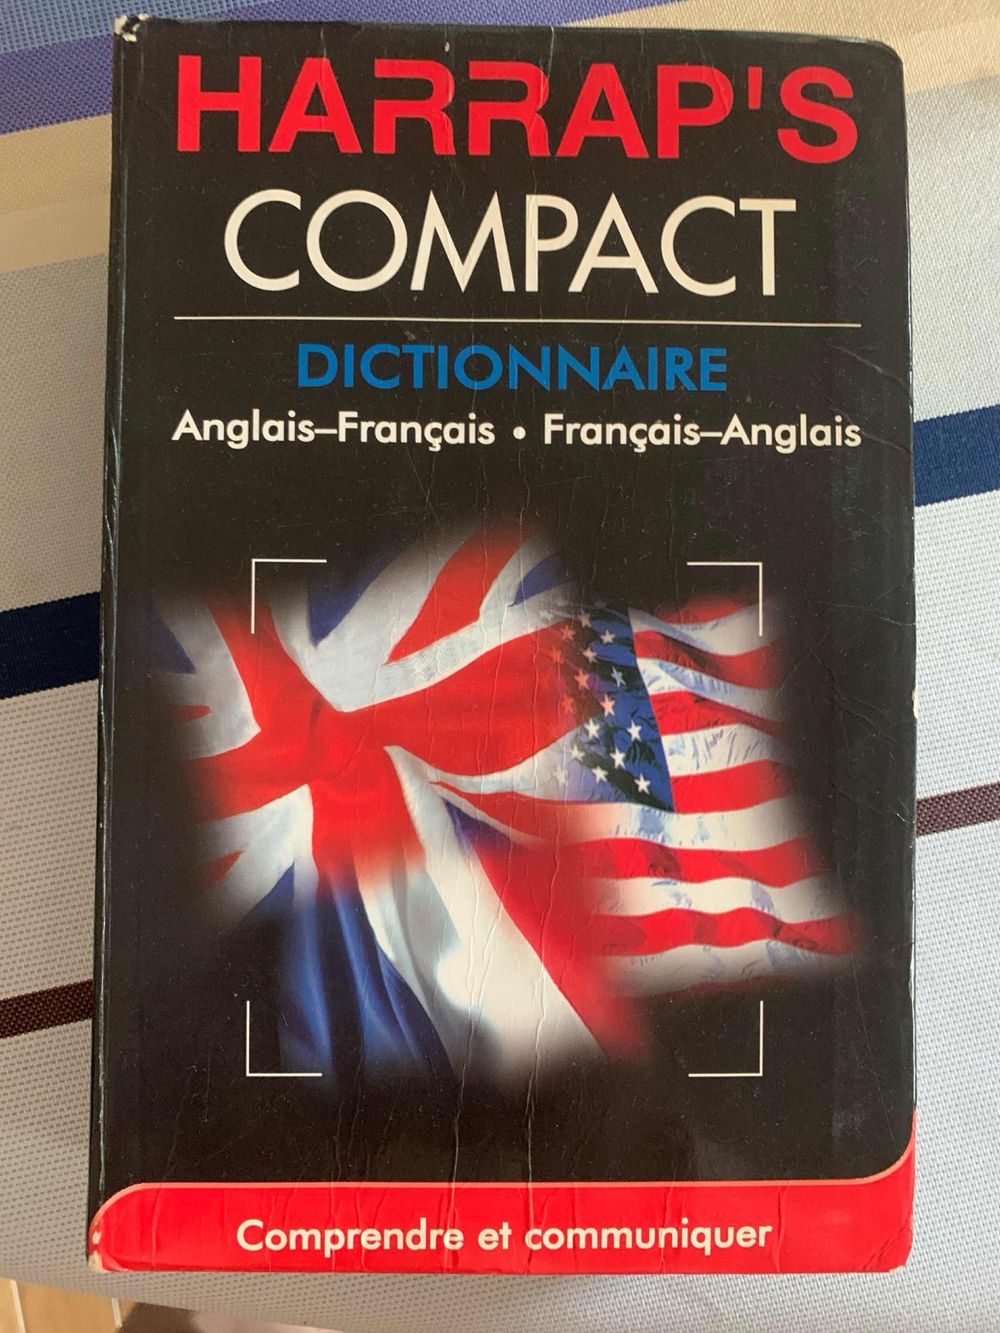 HARRAP'S
COMPACT
DICTIONNAIRE
Anglais–Français • Français–Anglais
Comprendre et communiquer